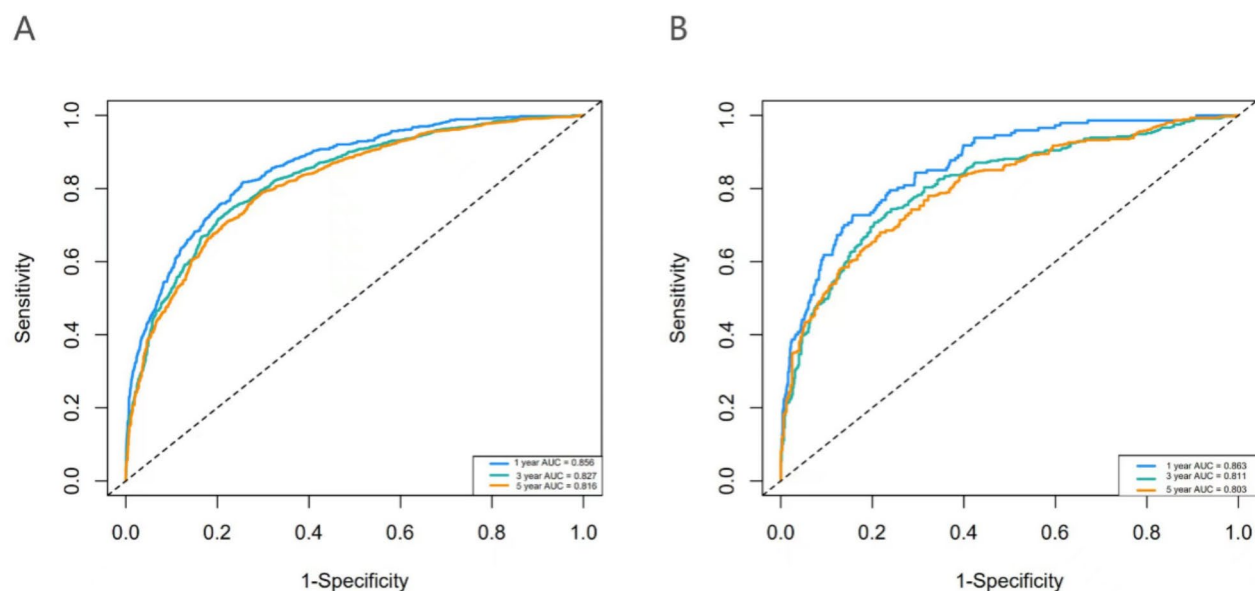 A
B
1.0
0.8
0.6
0.4
0.2
0.0
Sensitivity
1 year AUC = 0.856
3 year AUC = 0.827
5 year AUC = 0.816
0.0 0.2 0.4 0.6 0.8 1.0
1-Specificity
1.0
0.8
0.6
0.4
0.2
0.0
Sensitivity
1 year AUC = 0.863
3 year AUC = 0.811
5 year AUC = 0.803
0.0 0.2 0.4 0.6 0.8 1.0
1-Specificity